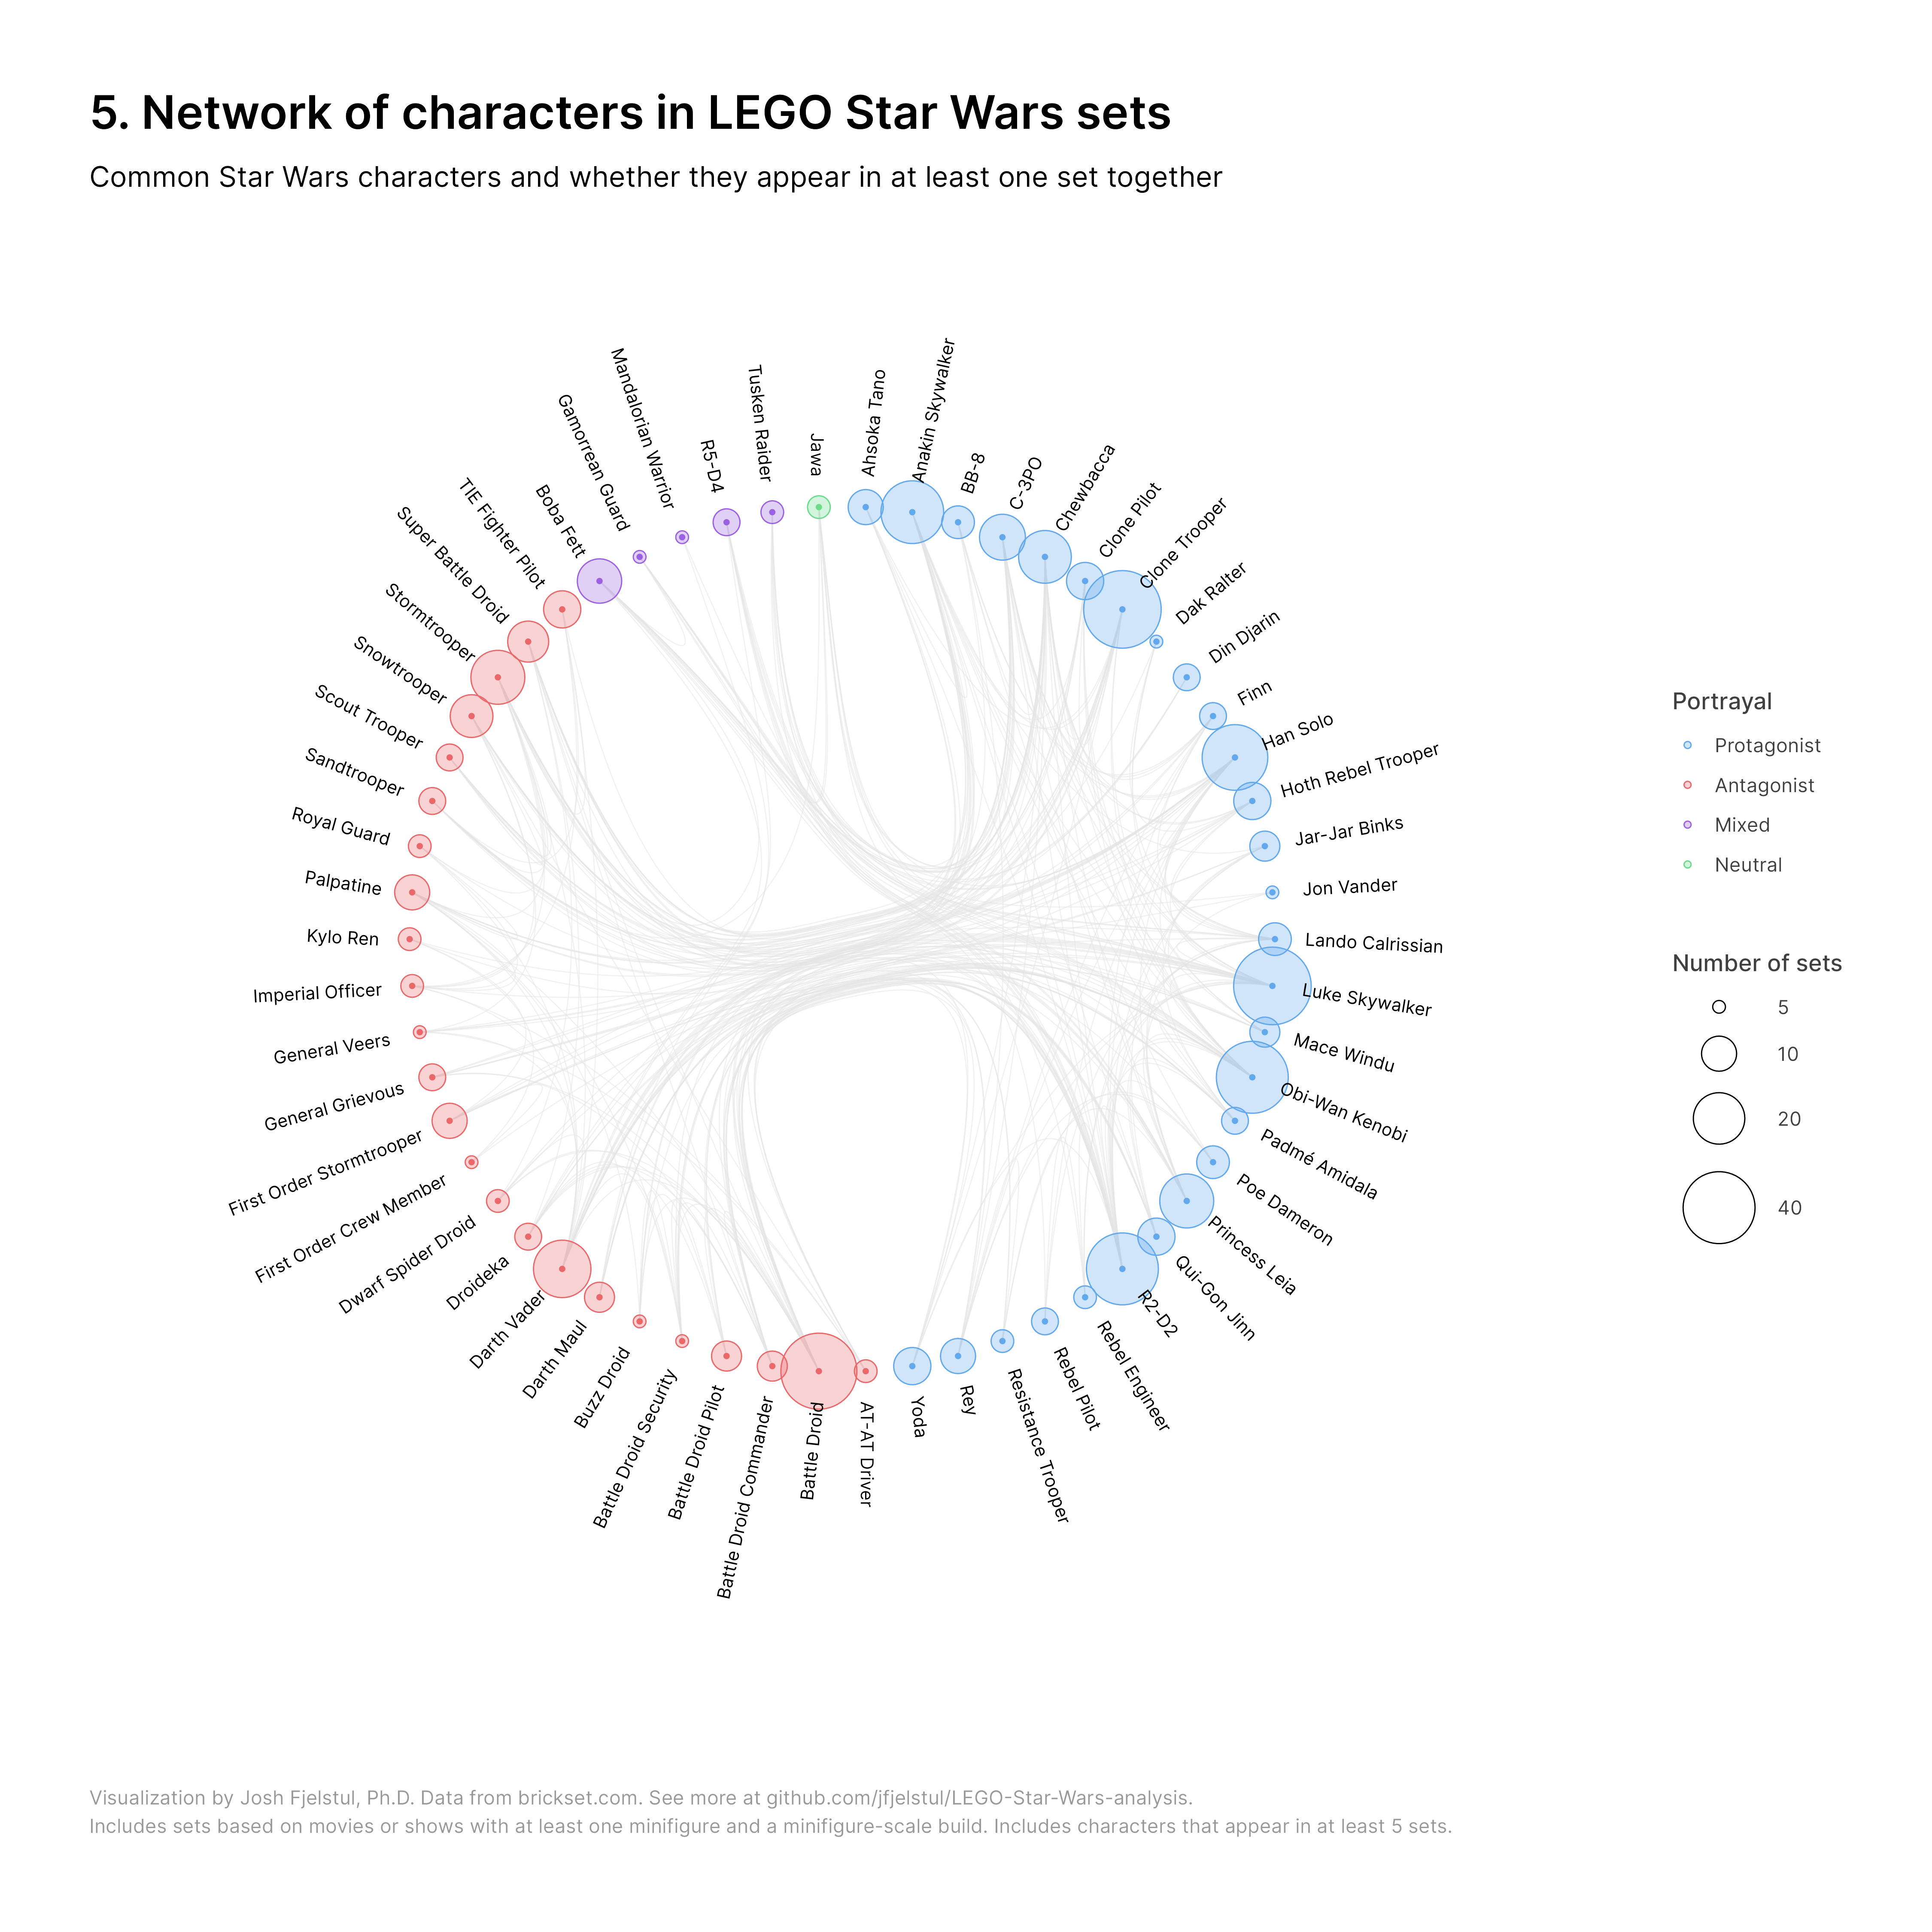 5. Network of characters in LEGO Star Wars sets
Common Star Wars characters and whether they appear in at least one set together
Ahsoka Tano
Anakin Skywalker
BB-8
C-3PO
Chewbacca
Clone Pilot
Clone Trooper
Dak Ralter
Din Djarin
Finn
Han Solo
Hoth Rebel Trooper
Jar-Jar Binks
Jon Vander
Lando Calrissian
Luke Skywalker
Mace Windu
Obi-Wan Kenobi
Padmé Amidala
Poe Dameron
Princess Leia
Qui-Gon Jinn
R2-D2
Rebel Engineer
Rebel Pilot
Resistance Trooper
Rey
Yoda
AT-AT Driver
Battle Droid
Battle Droid Commander
Battle Droid Pilot
Battle Droid Security
Buzz Droid
Darth Maul
Darth Vader
Droideka
Dwarf Spider Droid
First Order Crew Member
First Order Stormtrooper
General Grievous
General Veers
Imperial Officer
Kylo Ren
Palpatine
Royal Guard
Sandtrooper
Scout Trooper
Snowtrooper
Stormtrooper
Super Battle Droid
TIE Fighter Pilot
Boba Fett
Gamorrean Guard
Mandalorian Warrior
R5-D4
Tusken Raider
Jawa
Portrayal
Protagonist
Antagonist
Mixed
Neutral
Number of sets
5
10
20
40
Visualization by Josh Fjelstul, Ph.D. Data from brickset.com. See more at github.com/jfjelstul/LEGO-Star-Wars-analysis.
Includes sets based on movies or shows with at least one minifigure and a minifigure-scale build. Includes characters that appear in at least 5 sets.